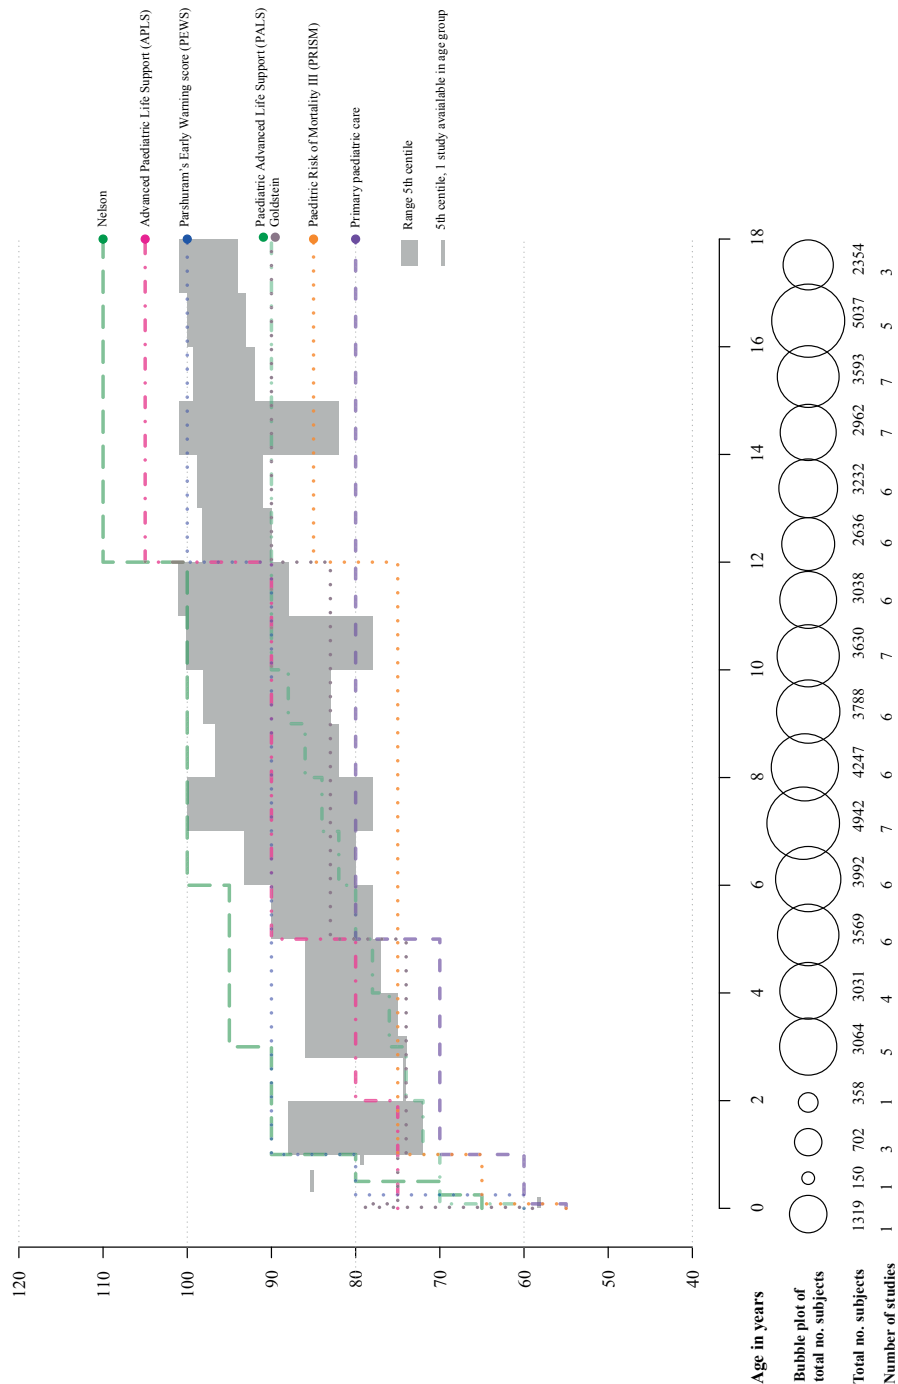 120
110
100
90
80
70
60
50
40
Nelson
Advanced Paediatric Life Support (APLS)
Parshuram's Early Warning score (PEWS)
Paediatric Advanced Life Support (PALS)
Goldstein
Paeditric Risk of Mortality III (PRISM)
Primary paediatric care
Range 5th centile
5th centile, 1 study avaialable in age group
Age in years
0 2 4 6 8 10 12 14 16 18
Bubble plot of
total no. subjects
Total no. subjects
1319 150 702 358 3064 3031 3569 3992 4942 4247 3788 3630 3038 2636 3232 2962 3593 5037 2354
Number of studies
1 1 3 1 5 4 6 6 7 6 6 7 6 6 6 7 7 5 3